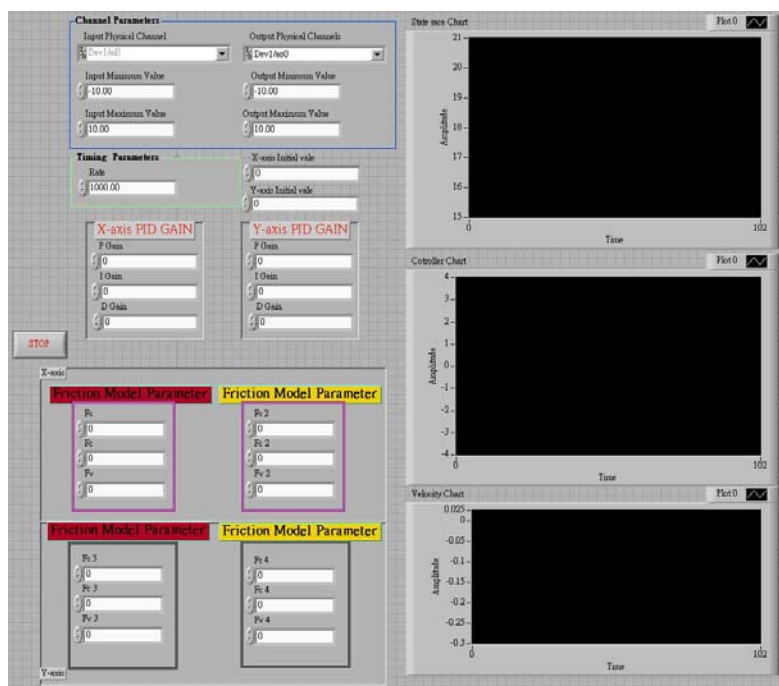 Channel Parameters
Input Physical Channel
Output Physical Channels
Dev1/ai0
Dev1/ao0
Input Minimum Value
Output Minimum Value
-10.00
-10.00
Input Maximum Value
Output Maximum Value
10.00
10.00
Timing Parameters
Rate
1000.00
X-axis Initial vale
0
Y-axis Initial vale
0
X-axis PID GAIN
Y-axis PID GAIN
P Gain
P Gain
0
0
I Gain
I Gain
0
0
D Gain
D Gain
0
0
STOP
X-axis
Friction Model Parameter
Friction Model Parameter
0
Fs 2
0
Fc
Fc 2
0
0
Fv
Fv 2
0
0
Friction Model Parameter
Friction Model Parameter
Fs 3
Fs 4
0
0
Fc 3
Fc 4
0
0
Fv 3
Fv 4
0
0
Y-axis
Chart
Plot 0
Amplitude
21
20
19
18
17
16
15
0
102
Time
Cotroller Chart
Plot 0
Amplitude
4
3
2
1
0
-1
-2
-3
-4
0
102
Time
Velocity Chart
Plot 0
Amplitude
0.025
0
-0.05
-0.1
-0.15
-0.2
-0.25
-0.3
0
102
Time